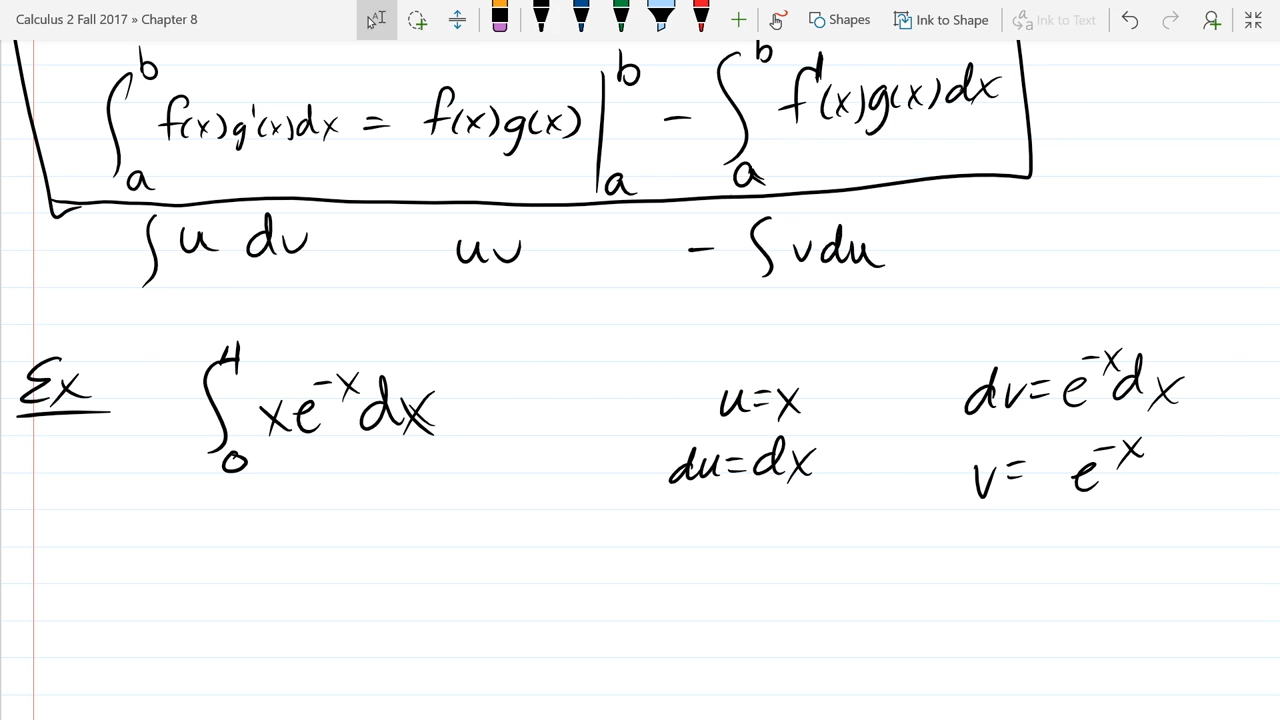 Calculus 2 Fall 2017 » Chapter 8
Shapes Ink to Shape Ink to Text
∫_a^b f(x)g'(x)dx = f(x)g(x) |_a^b - ∫_a^b f'(x)g(x)dx
∫ u dv uv - ∫ v du
Ex ∫_0^4 xe^{-x}dx u=x dv=e^{-x}dx
du=dx v= e^{-x}